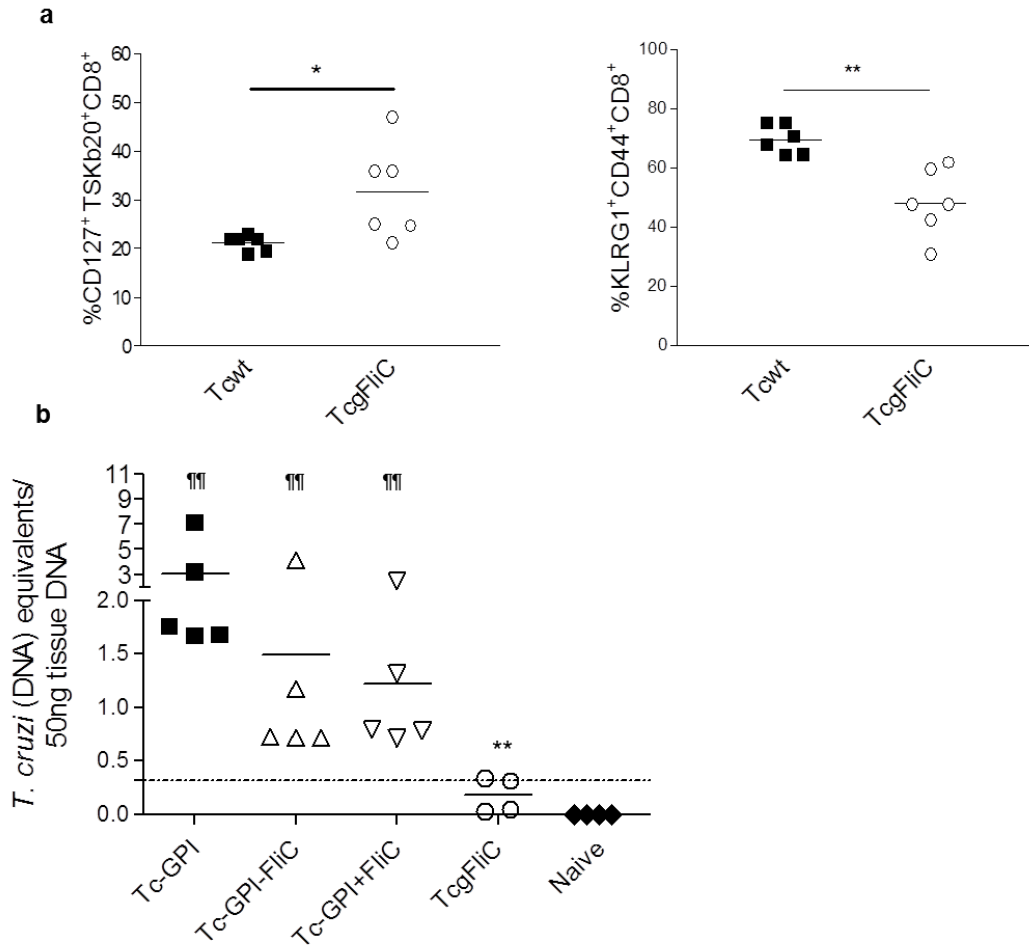 a
%CD127⁺ TSKb20⁺CD8⁺
60
50
40
30
20
10
0
*
Tcwt
TcgFliC
%KLRG1⁺CD44⁺CD8⁺
100
80
60
40
20
0
**
Tcwt
TcgFliC
b
T. cruzi (DNA) equivalents/
50ng tissue DNA
11
9
7
5
3
2.0
1.5
1.0
0.5
0.0
¶¶
¶¶
¶¶
**
Tc-GPI
Tc-GPI-FliC
Tc-GPI+FliC
TcgFliC
Naive